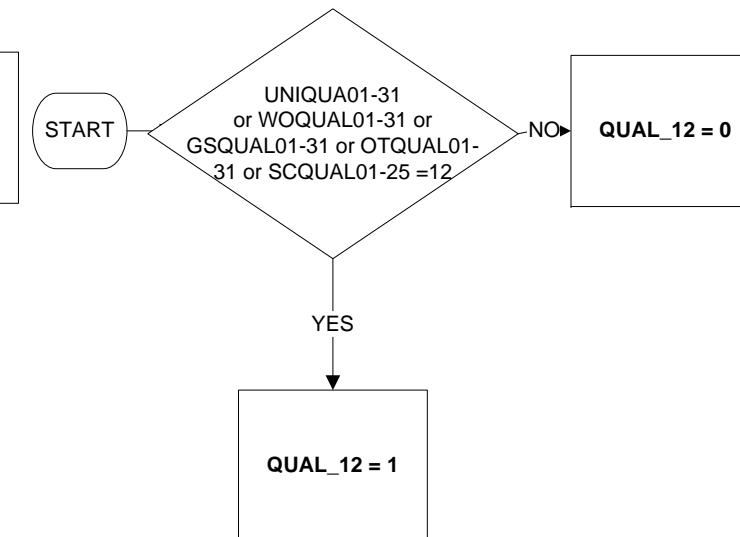 START
UNIQUA01-31
or WOQUAL01-31 or
GSQUAL01-31 or OTQUAL01-
31 or SCQUAL01-25 =12
NO
QUAL_12 = 0
YES
QUAL_12 = 1